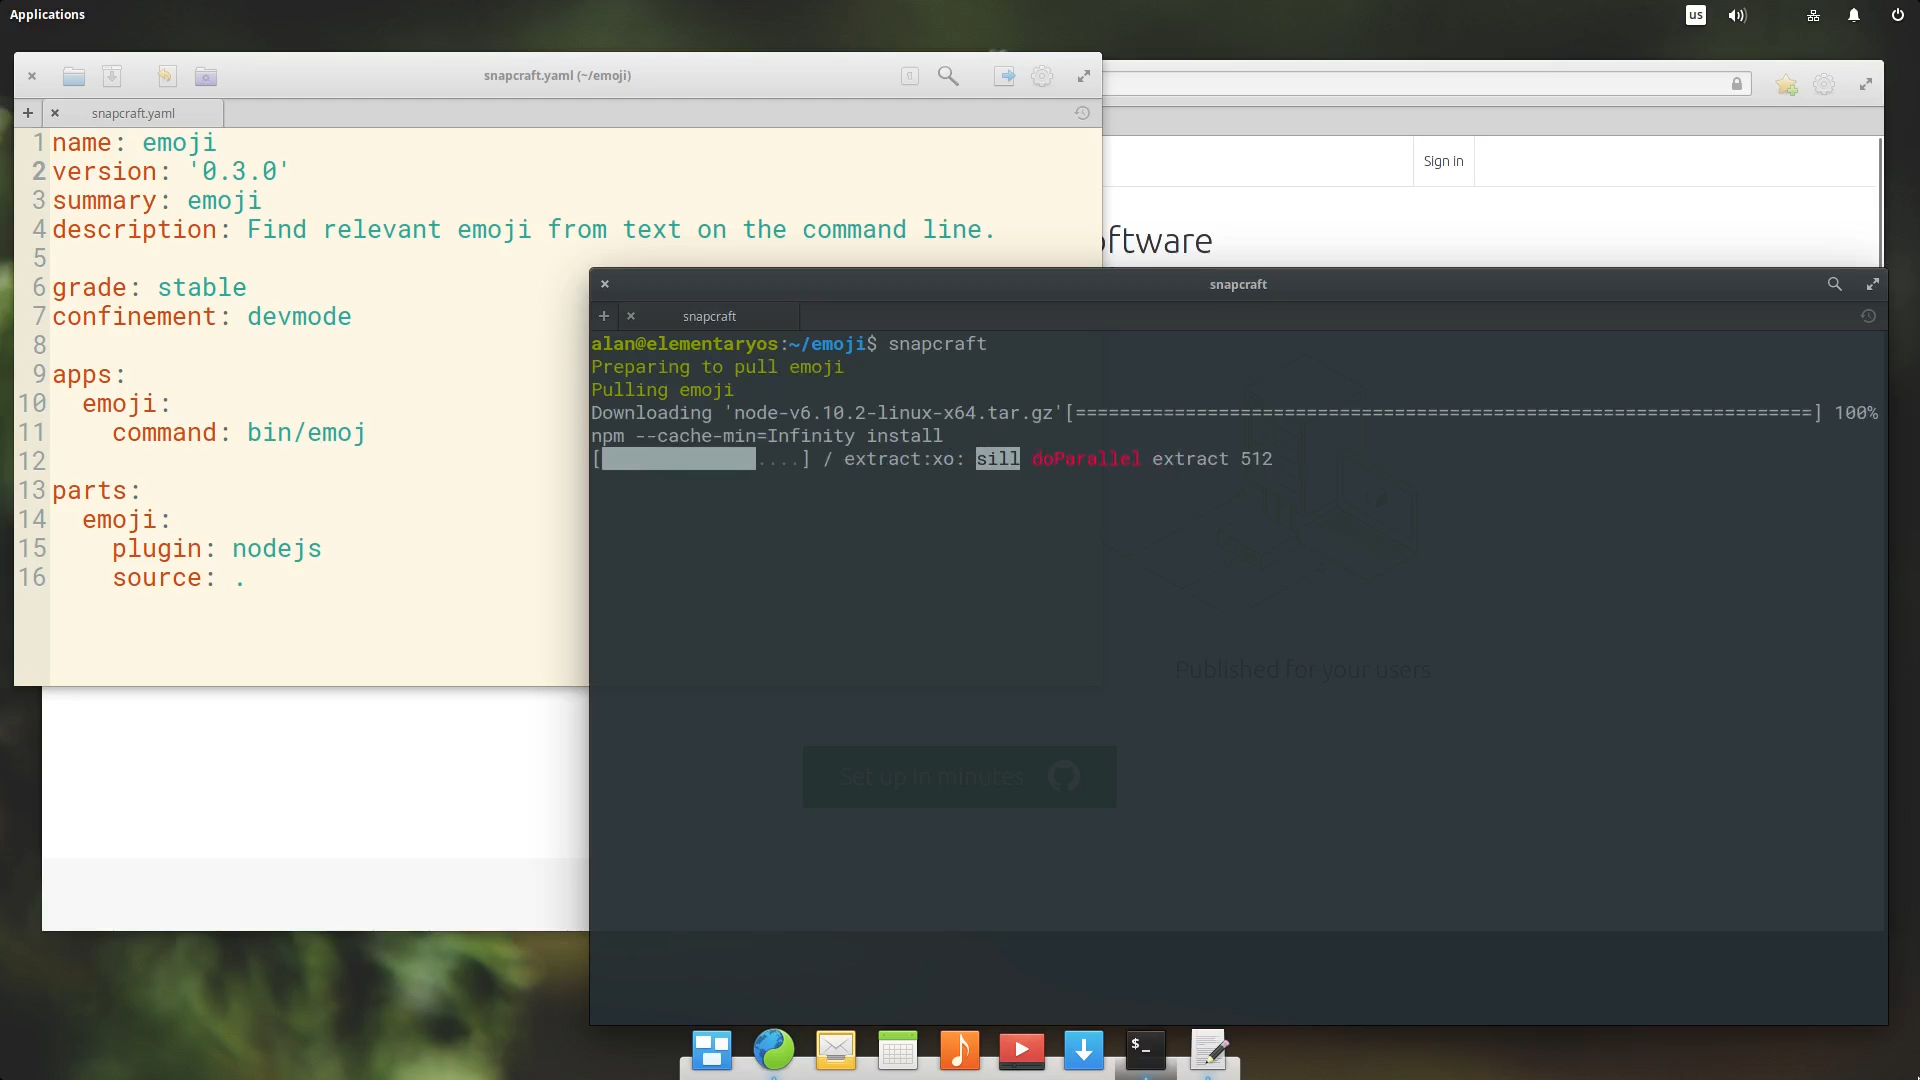 Applications
us
snapcraft.yaml (~/emoji)
snapcraft.yaml
1 name: emoji
2 version: '0.3.0'
3 summary: emoji
4 description: Find relevant emoji from text on the command line.
5
6 grade: stable
7 confinement: devmode
8
9 apps:
10 emoji:
11 command: bin/emoj
12
13 parts:
14 emoji:
15 plugin: nodejs
16 source: .
Sign in
oftware
snapcraft
snapcraft
alan@elementaryos:~/emoji$ snapcraft
Preparing to pull emoji
Pulling emoji
Downloading 'node-v6.10.2-linux-x64.tar.gz'[===================================================================] 100%
npm --cache-min=Infinity install
[ ....] / extract:xo: sill doParallel extract 512
Published for your users
Set up in minutes
$_